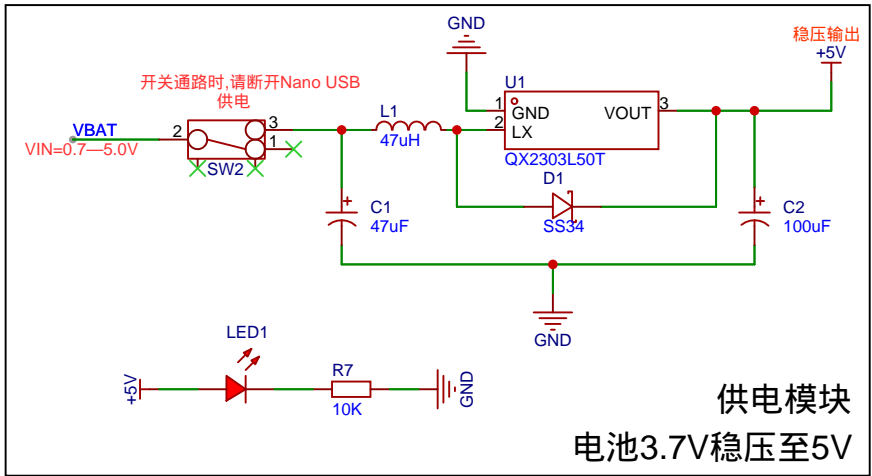 GND
稳压输出
+5V
开关通路时,请断开Nano USB
供电
U1
1
GND
VOUT
3
2
LX
QX2303L50T
L1
47uH
VBAT
VIN=0.7—5.0V
2
3
1
SW2
D1
SS34
+
C1
47uF
+
C2
100uF
GND
LED1
+5V
R7
10K
GND
供电模块
电池3.7V稳压至5V